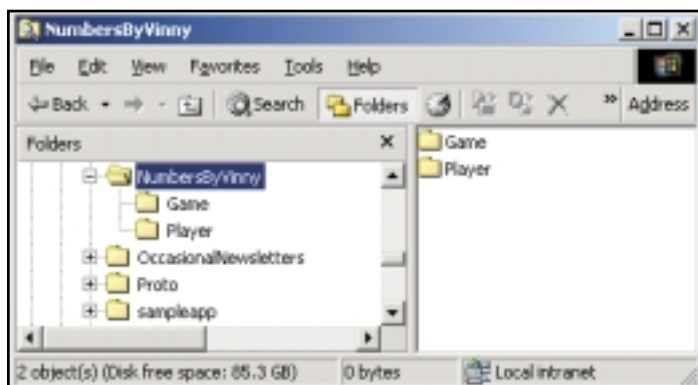 NumbersByVinny
File Edit View Favorites Tools Help
Back Search Folders » Address
Folders
NumbersByVinny
Game
Player
OccasionalNewsletters
Proto
sampleapp
Game
Player
2 object(s) (Disk free space: 85.3 GB) 0 bytes Local intranet